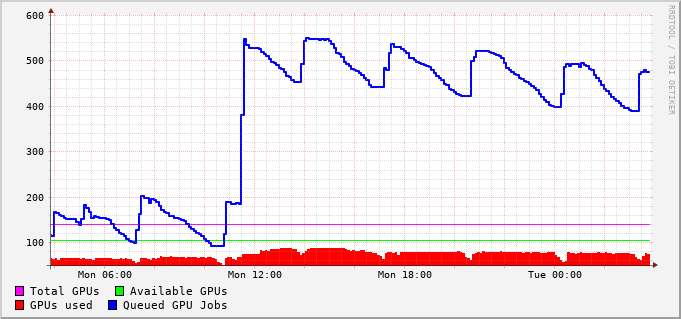 600
500
400
300
200
100
Mon 06:00 Mon 12:00 Mon 18:00 Tue 00:00
Total GPUs Available GPUs
GPUs used Queued GPU Jobs
RRDTOOL / TOBI OETIKER